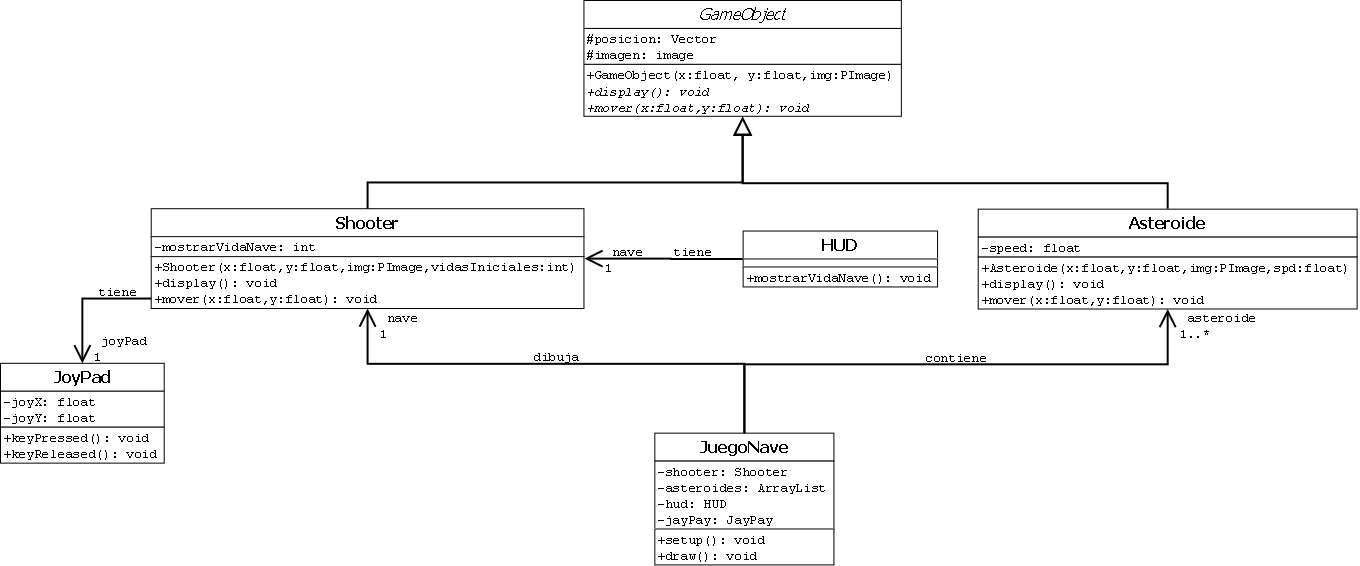 GameObject
#posicion: Vector
#imagen: image
+GameObject(x:float, y:float,img:PImage)
+display(): void
+mover(x:float,y:float): void
Shooter
-mostrarVidaNave: int
+Shooter(x:float,y:float,img:PImage,vidasIniciales:int)
+display(): void
+mover(x:float,y:float): void
nave
tiene
1
HUD
+mostrarVidaNave(): void
Asteroide
-speed: float
+Asteroide(x:float,y:float,img:PImage,spd:float)
+display(): void
+mover(x:float,y:float): void
tiene
joyPad
1
nave
1
dibuja
contiene
asteroide
1..*
JoyPad
-joyX: float
-joyY: float
+keyPressed(): void
+keyReleased(): void
JuegoNave
-shooter: Shooter
-asteroides: ArrayList
-hud: HUD
-jayPay: JayPay
+setup(): void
+draw(): void